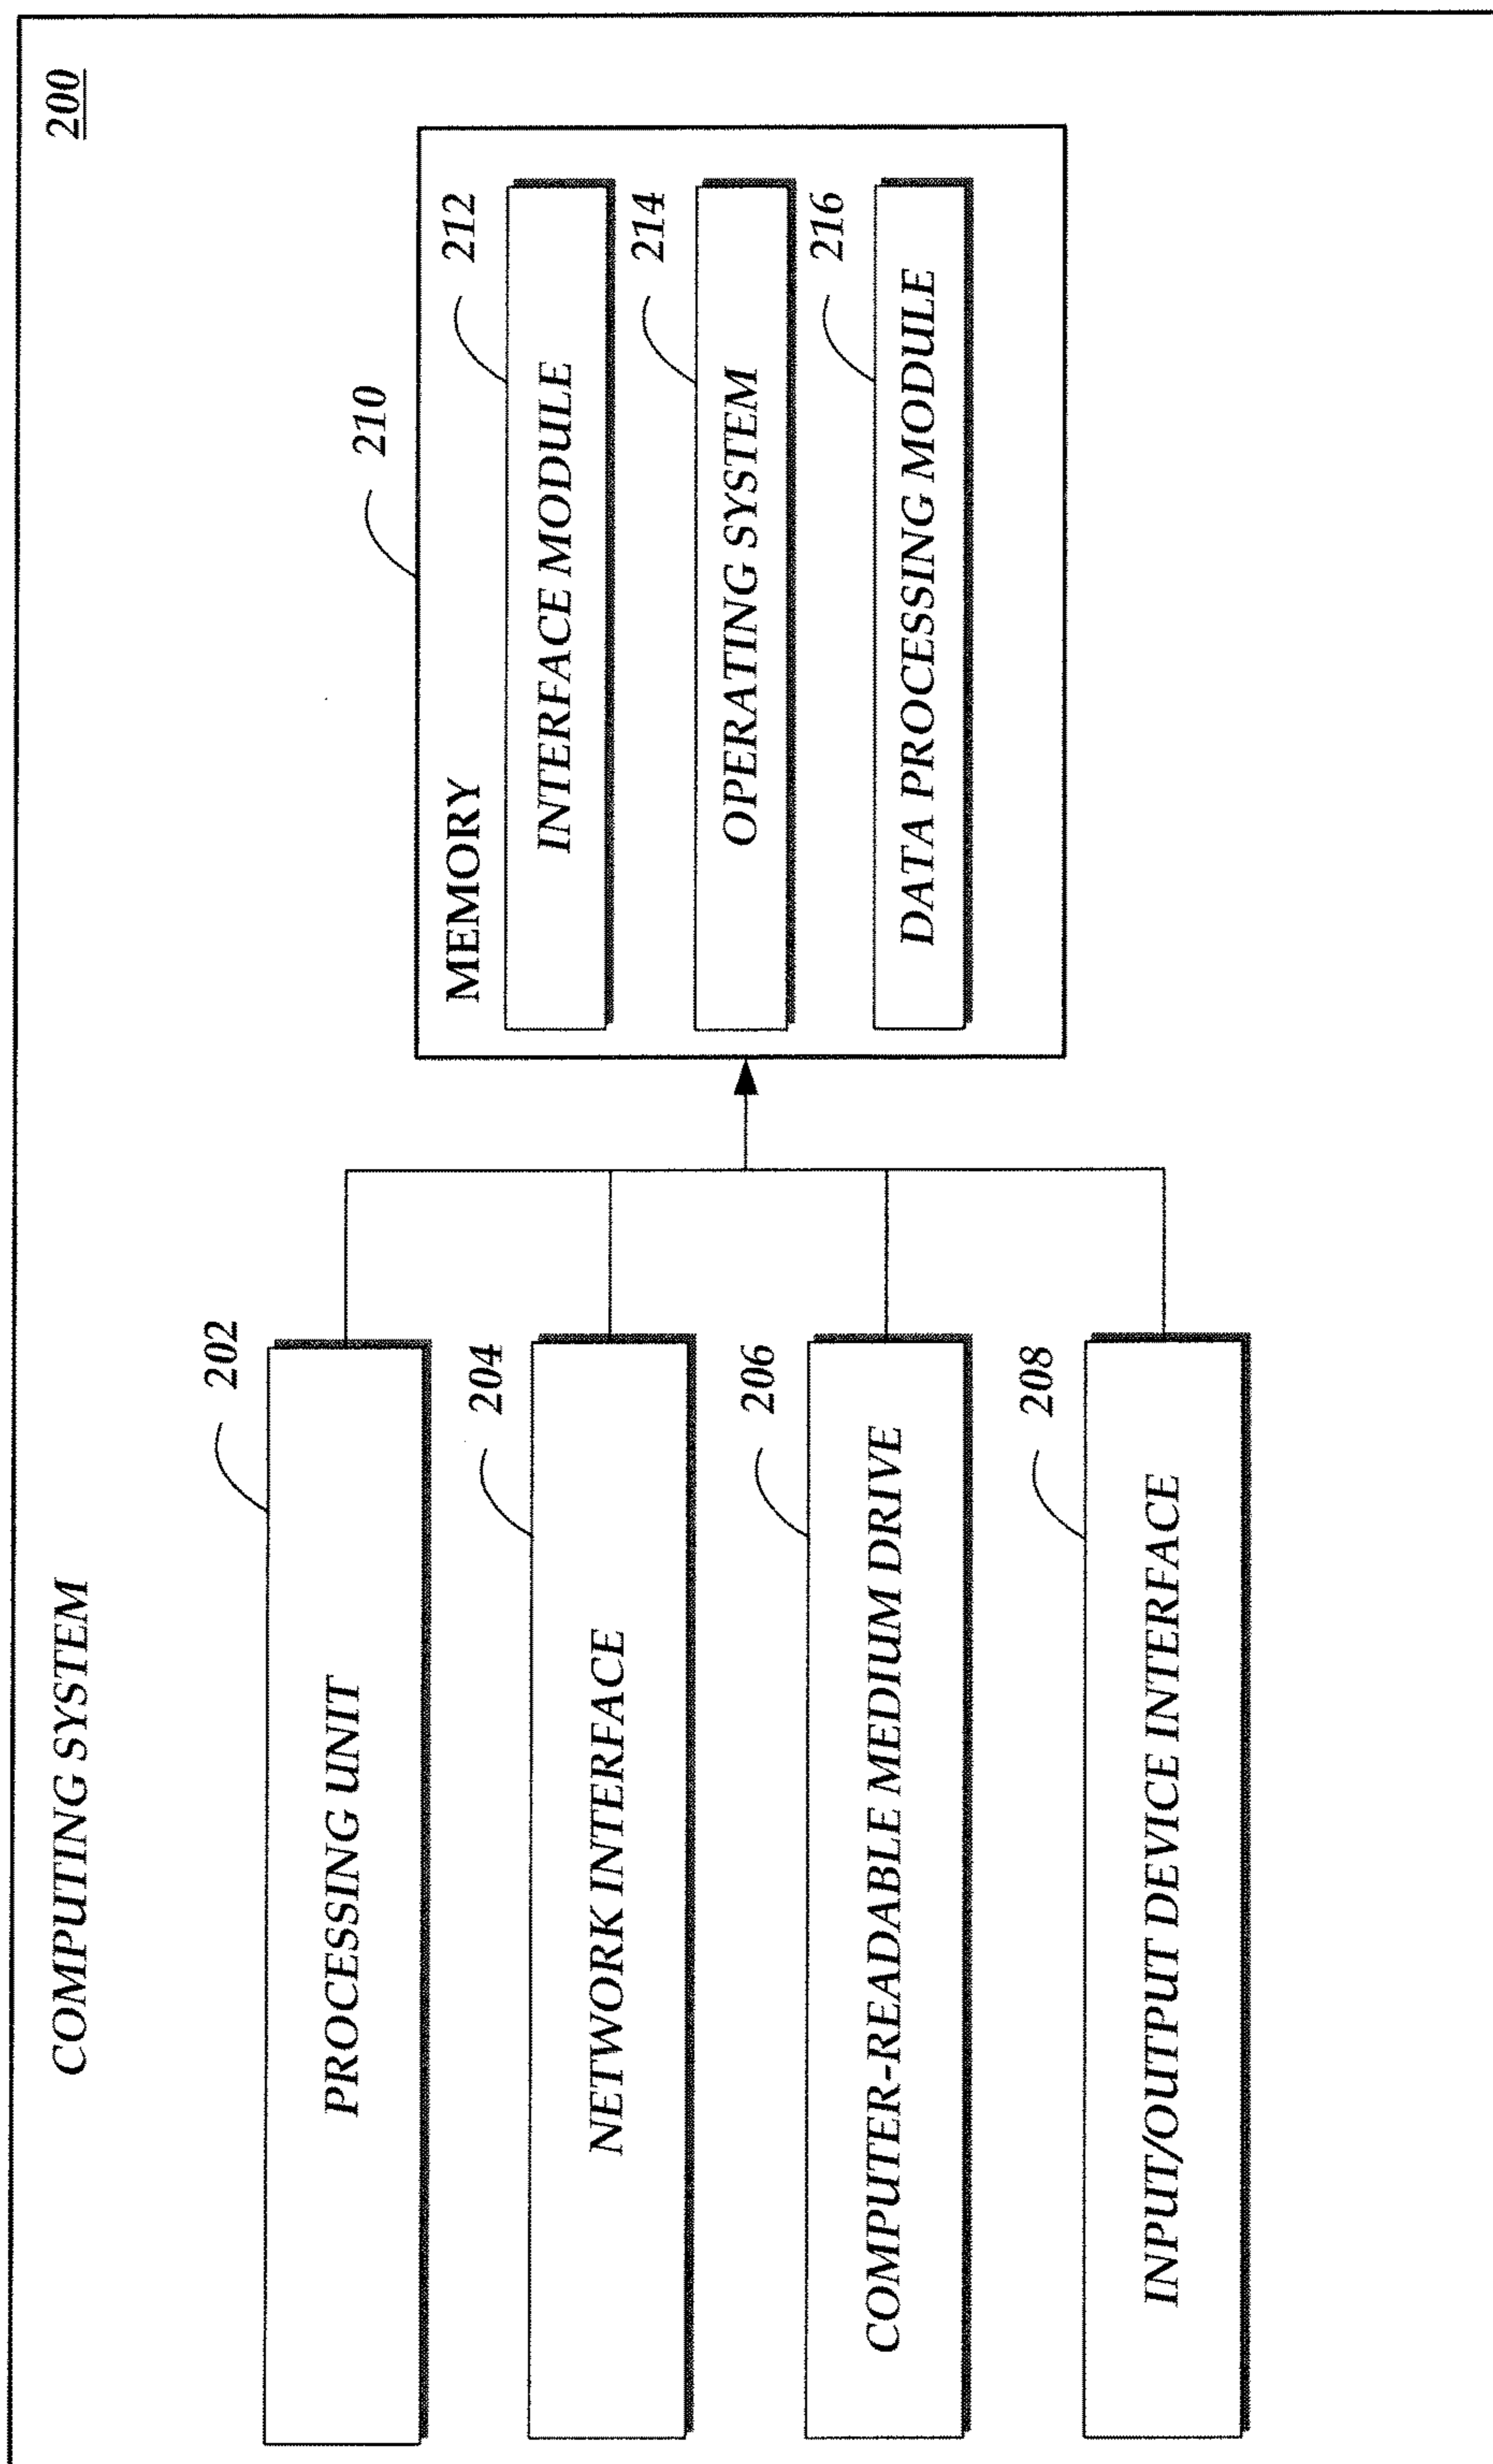 200
COMPUTING SYSTEM
202
PROCESSING UNIT
204
NETWORK INTERFACE
206
COMPUTER-READABLE MEDIUM DRIVE
208
INPUT/OUTPUT DEVICE INTERFACE
210
MEMORY
212
INTERFACE MODULE
214
OPERATING SYSTEM
216
DATA PROCESSING MODULE